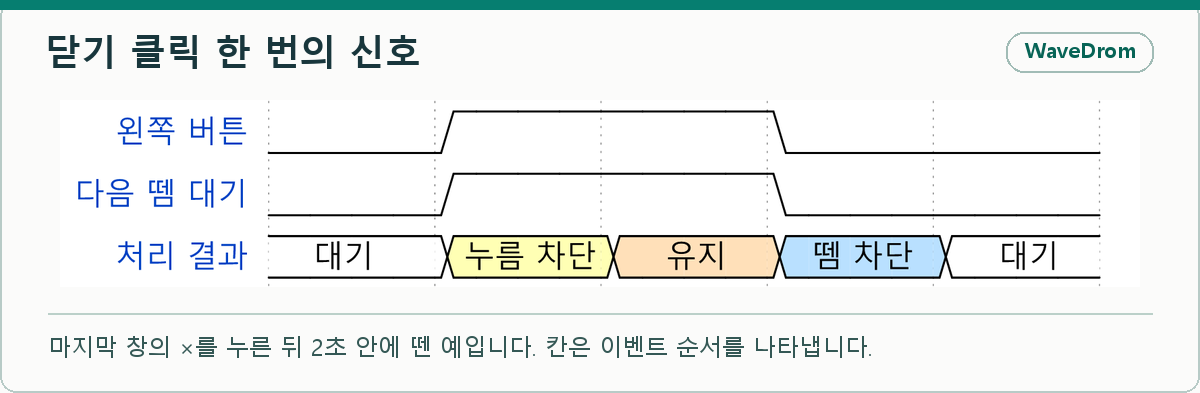 닫기 클릭 한 번의 신호
WaveDrom
왼쪽 버튼
다음 뗌 대기
처리 결과 대기 누름 차단 유지 뗌 차단 대기
마지막 창의 ×를 누른 뒤 2초 안에 뗀 예입니다. 칸은 이벤트 순서를 나타냅니다.